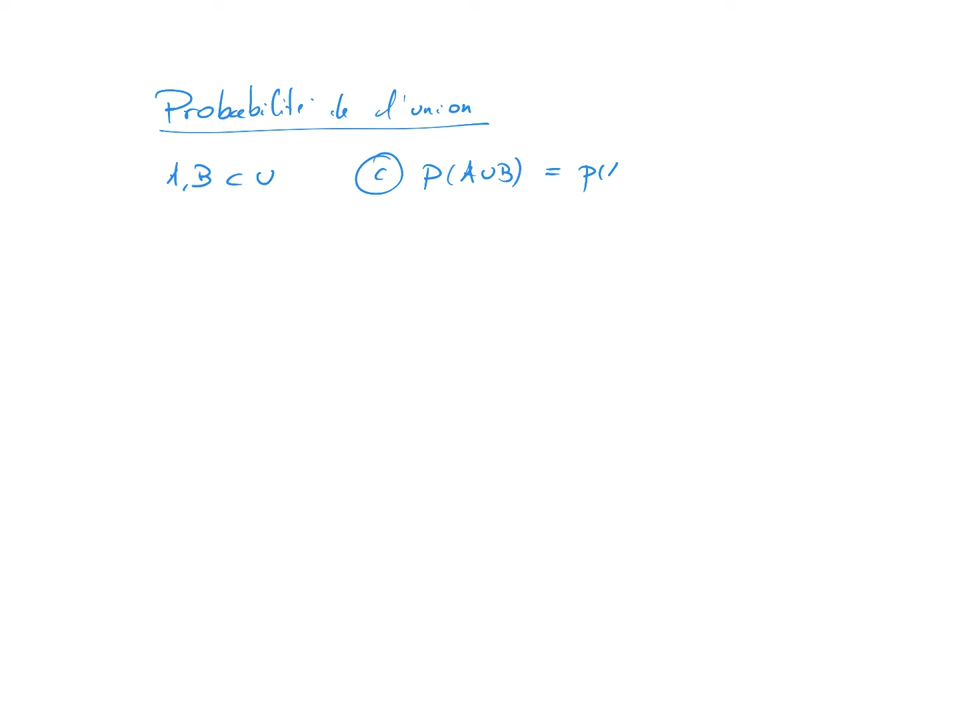 Probabilité de l'union
A, B ⊂ U © P(A∪B) = P(